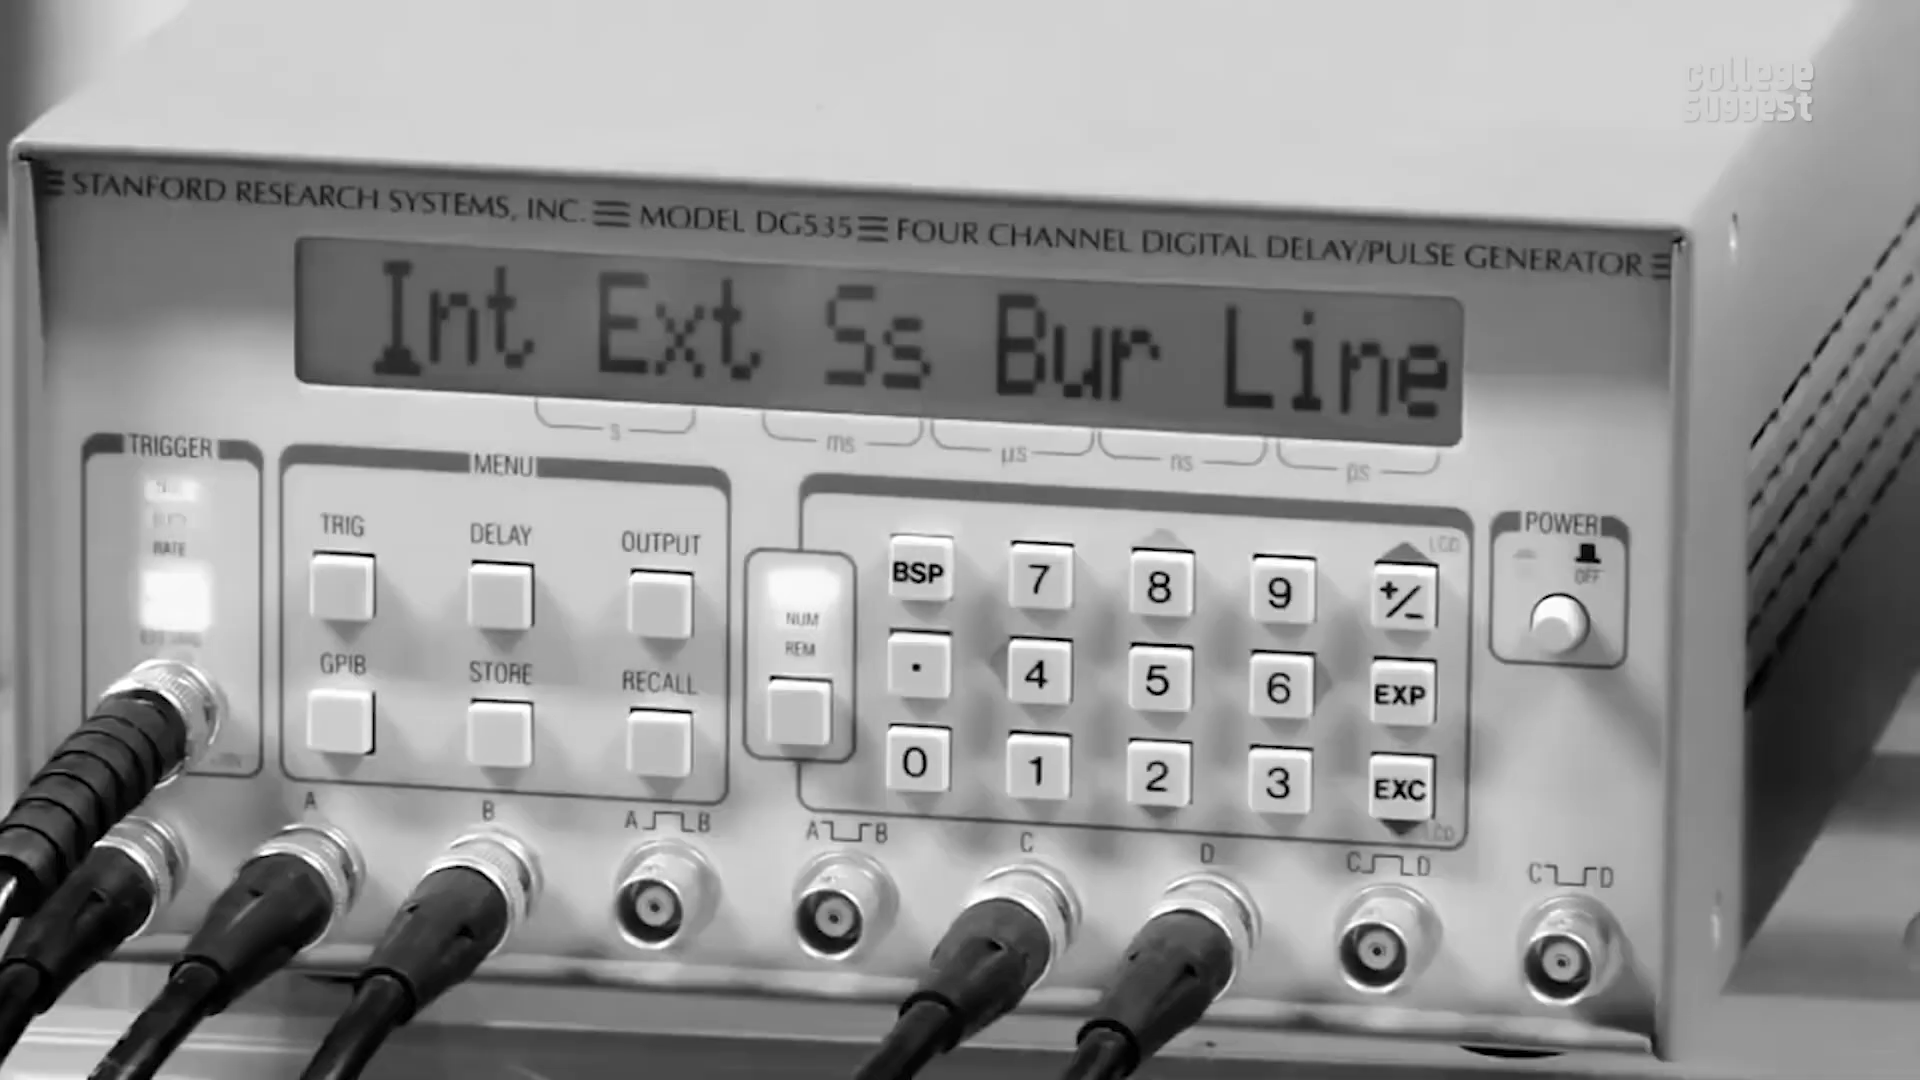 college
suggest
STANFORD RESEARCH SYSTEMS, INC. MODEL DG535 FOUR CHANNEL DIGITAL DELAY/PULSE GENERATOR
Int Ext Ss Bur Line
s ms µs ns ps
TRIGGER
RATE
MENU
TRIG DELAY OUTPUT
GPIB STORE RECALL
NUM
REM
BSP 7 8 9 +/-
LCD
. 4 5 6 EXP
0 1 2 3 EXC
LCD
POWER
OFF
A B A B A B C D C D C D